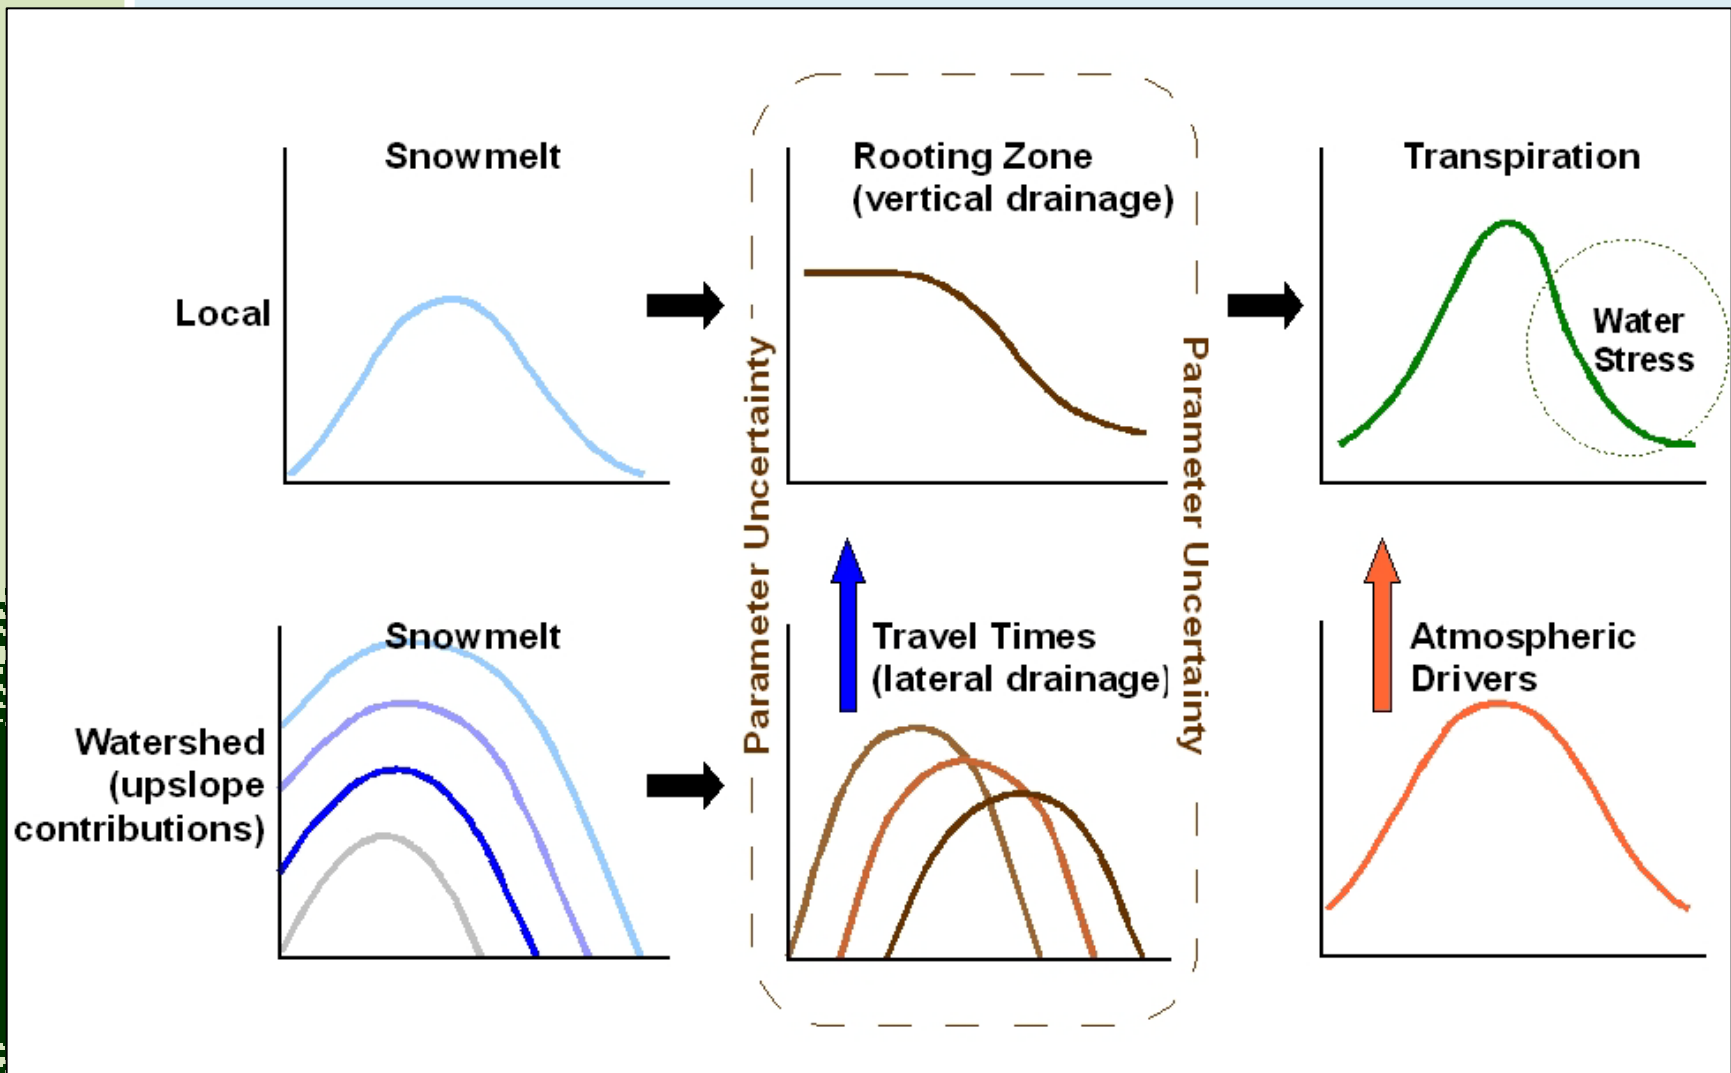 Snowmelt
Rooting Zone
(vertical drainage)
Transpiration
Local
Water
Stress
Parameter Uncertainty
Parameter Uncertainty
Snowmelt
Travel Times
(lateral drainage)
Atmospheric
Drivers
Watershed
(upslope
contributions)